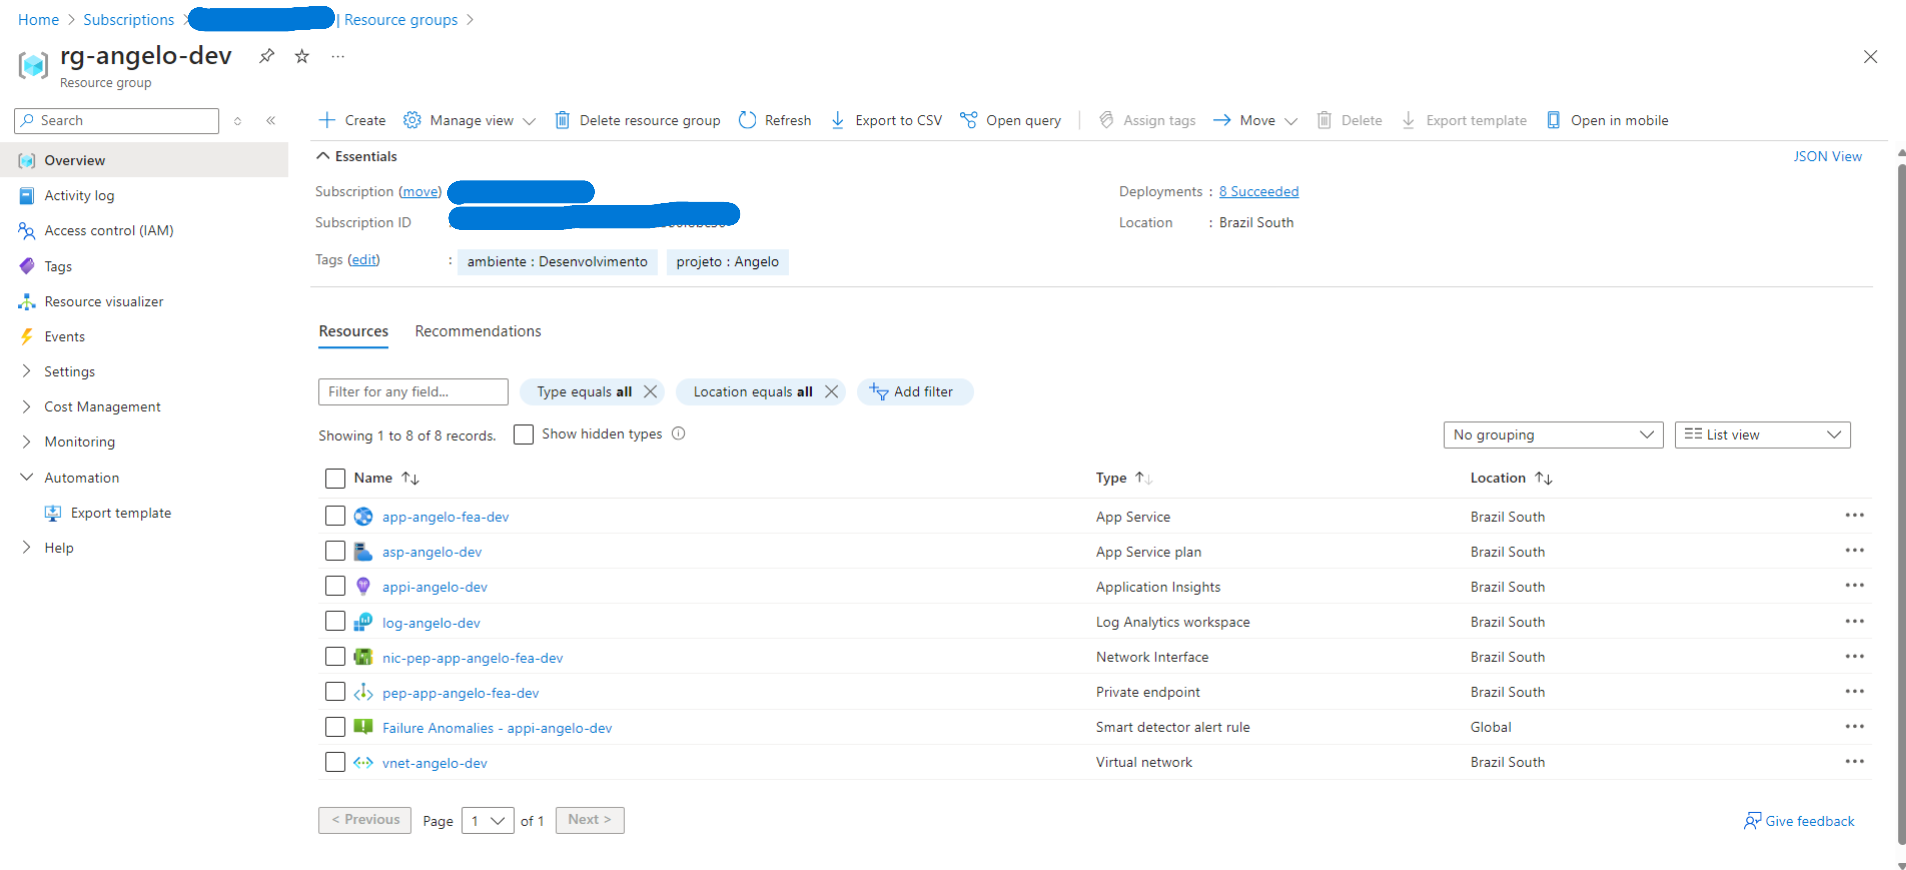 Home > Subscriptions > | Resource groups >
rg-angelo-dev ...
Resource group
Search
«
Overview
Activity log
Access control (IAM)
Tags
Resource visualizer
Events
Settings
Cost Management
Monitoring
Automation
Export template
Help
Create Manage view Delete resource group Refresh Export to CSV Open query Assign tags Move Delete Export template Open in mobile
Essentials JSON View
Subscription (move) Deployments : 8 Succeeded
Subscription ID : Location : Brazil South
Tags (edit) : ambiente : Desenvolvimento projeto : Angelo
Resources Recommendations
Filter for any field... Type equals all Location equals all Add filter
Showing 1 to 8 of 8 records. Show hidden types No grouping List view
Name Type Location
app-angelo-fea-dev App Service Brazil South ...
asp-angelo-dev App Service plan Brazil South ...
appi-angelo-dev Application Insights Brazil South ...
log-angelo-dev Log Analytics workspace Brazil South ...
nic-pep-app-angelo-fea-dev Network Interface Brazil South ...
pep-app-angelo-fea-dev Private endpoint Brazil South ...
Failure Anomalies - appi-angelo-dev Smart detector alert rule Global ...
vnet-angelo-dev Virtual network Brazil South ...
< Previous Page 1 of 1 Next > Give feedback